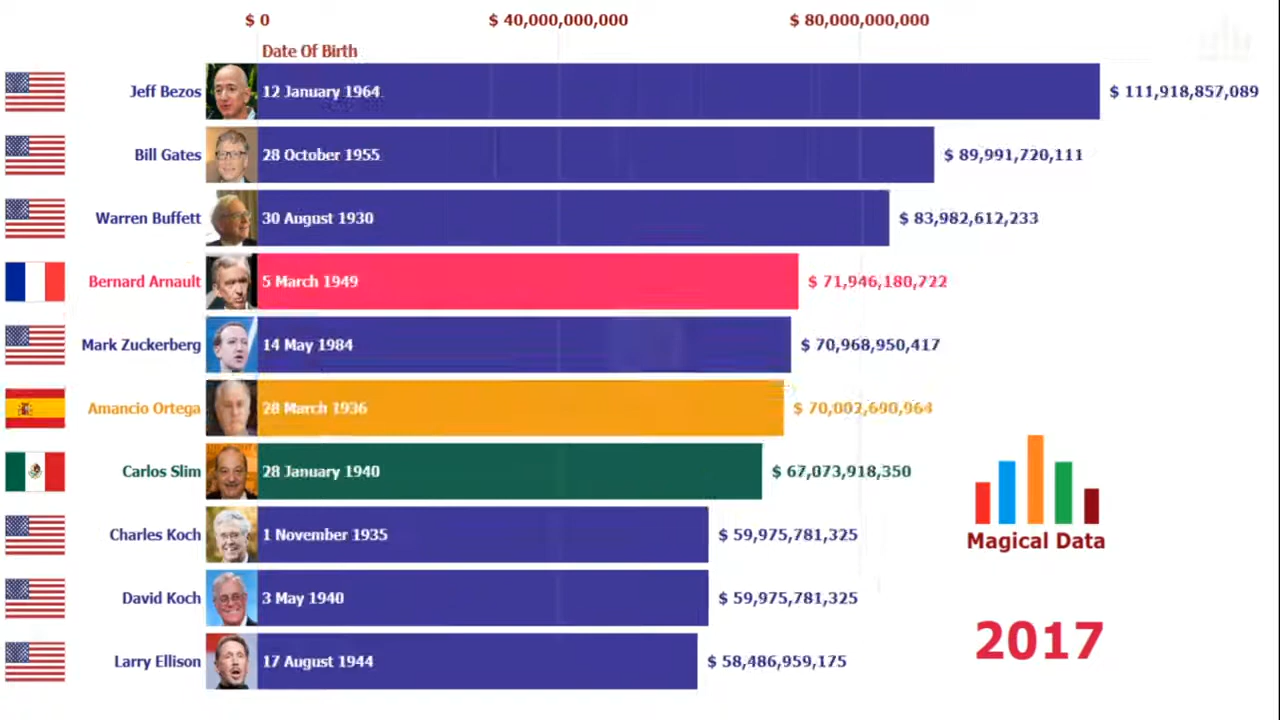 $ 0 $ 40,000,000,000 $ 80,000,000,000
Date Of Birth
Jeff Bezos 12 January 1964 $ 111,918,857,089
Bill Gates 28 October 1955 $ 89,991,720,111
Warren Buffett 30 August 1930 $ 83,982,612,233
Bernard Arnault 5 March 1949 $ 71,946,180,722
Mark Zuckerberg 14 May 1984 $ 70,968,950,417
Amancio Ortega 28 March 1936 $ 70,002,690,964
Carlos Slim 28 January 1940 $ 67,073,918,350
Charles Koch 1 November 1935 $ 59,975,781,325
Magical Data
David Koch 3 May 1940 $ 59,975,781,325
2017
Larry Ellison 17 August 1944 $ 58,486,959,175